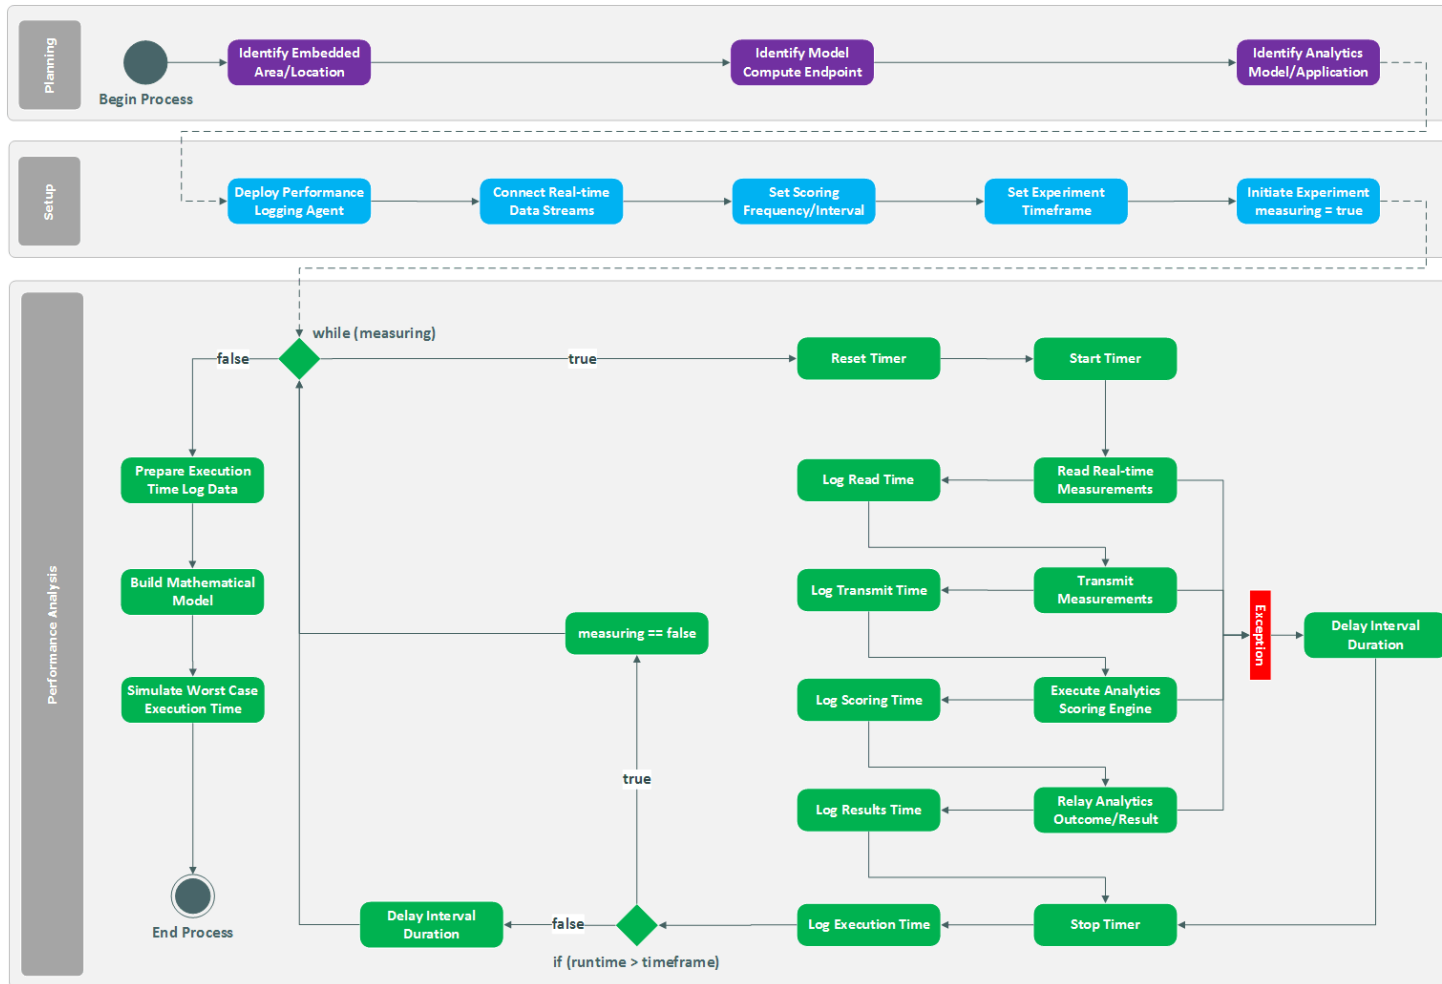 Planning
Begin Process
Identify Embedded
Area/Location
Identify Model
Compute Endpoint
Identify Analytics
Model/Application
Setup
Deploy Performance
Logging Agent
Connect Real-time
Data Streams
Set Scoring
Frequency/Interval
Set Experiment
Timeframe
Initiate Experiment
measuring = true
Performance Analysis
while (measuring)
false
true
Reset Timer
Start Timer
Prepare Execution
Time Log Data
Log Read Time
Read Real-time
Measurements
Build Mathematical
Model
Log Transmit Time
Transmit
Measurements
measuring == false
Exception
Delay Interval
Duration
Simulate Worst Case
Execution Time
Log Scoring Time
Execute Analytics
Scoring Engine
true
Log Results Time
Relay Analytics
Outcome/Result
End Process
Delay Interval
Duration
false
if (runtime > timeframe)
Log Execution Time
Stop Timer